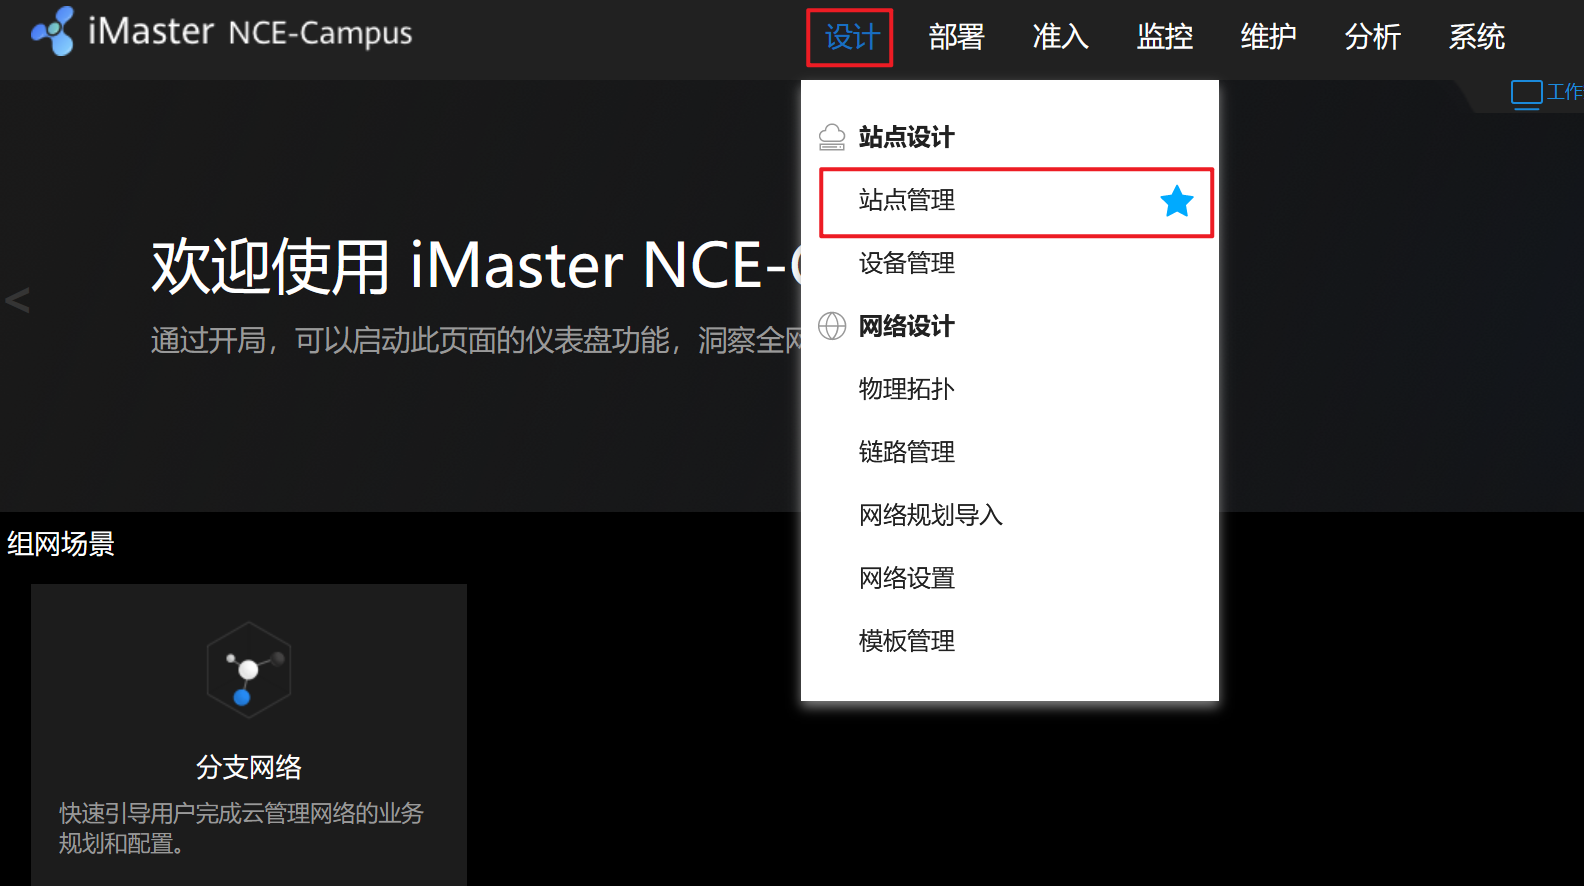 iMaster NCE-Campus
设计 部署 准入 监控 维护 分析 系统
工作
站点设计
站点管理
设备管理
网络设计
物理拓扑
链路管理
网络规划导入
网络设置
模板管理
欢迎使用 iMaster NCE-
通过开局，可以启动此页面的仪表盘功能，洞察全网
<
组网场景
分支网络
快速引导用户完成云管理网络的业务
规划和配置。